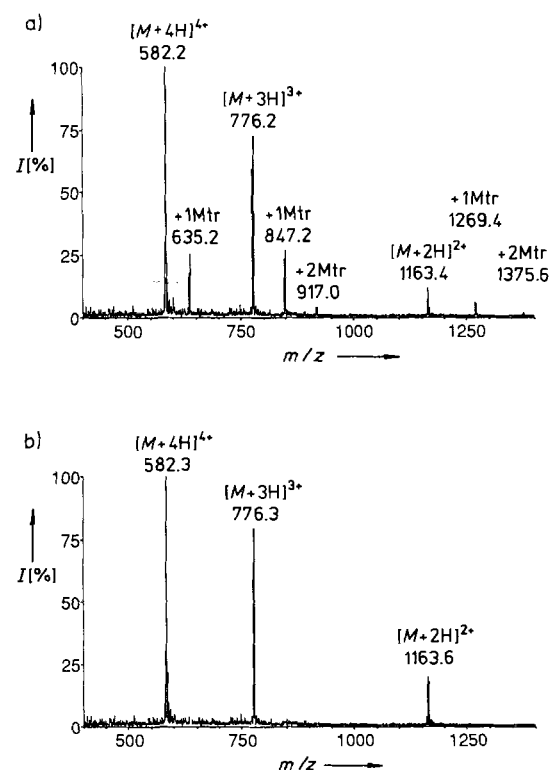 a)
[M+4H]⁴⁺
582.2
[M+3H]³⁺
776.2
+1Mtr
635.2
+1Mtr
847.2
+2Mtr
917.0
[M+2H]²⁺
1163.4
+1Mtr
1269.4
+2Mtr
1375.6
100
75
50
25
0
I[%]
500
750
1000
1250
m/z
b)
[M+4H]⁴⁺
582.3
[M+3H]³⁺
776.3
[M+2H]²⁺
1163.6
100
75
50
25
0
I[%]
500
750
1000
1250
m/z